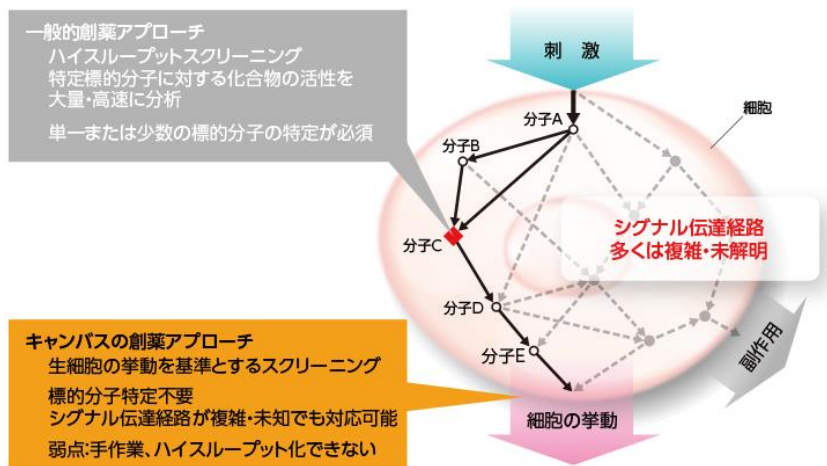 一般的創薬アプローチ
ハイスループットスクリーニング
特定標的分子に対する化合物の活性を
大量・高速に分析
単一または少数の標的分子の特定が必須
刺 激
細胞
分子A
分子B
分子C
シグナル伝達経路
多くは複雑・未解明
分子D
分子E
副作用
細胞の挙動
キャンバスの創薬アプローチ
生細胞の挙動を基準とするスクリーニング
標的分子特定不要
シグナル伝達経路が複雑・未知でも対応可能
弱点:手作業、ハイスループット化できない